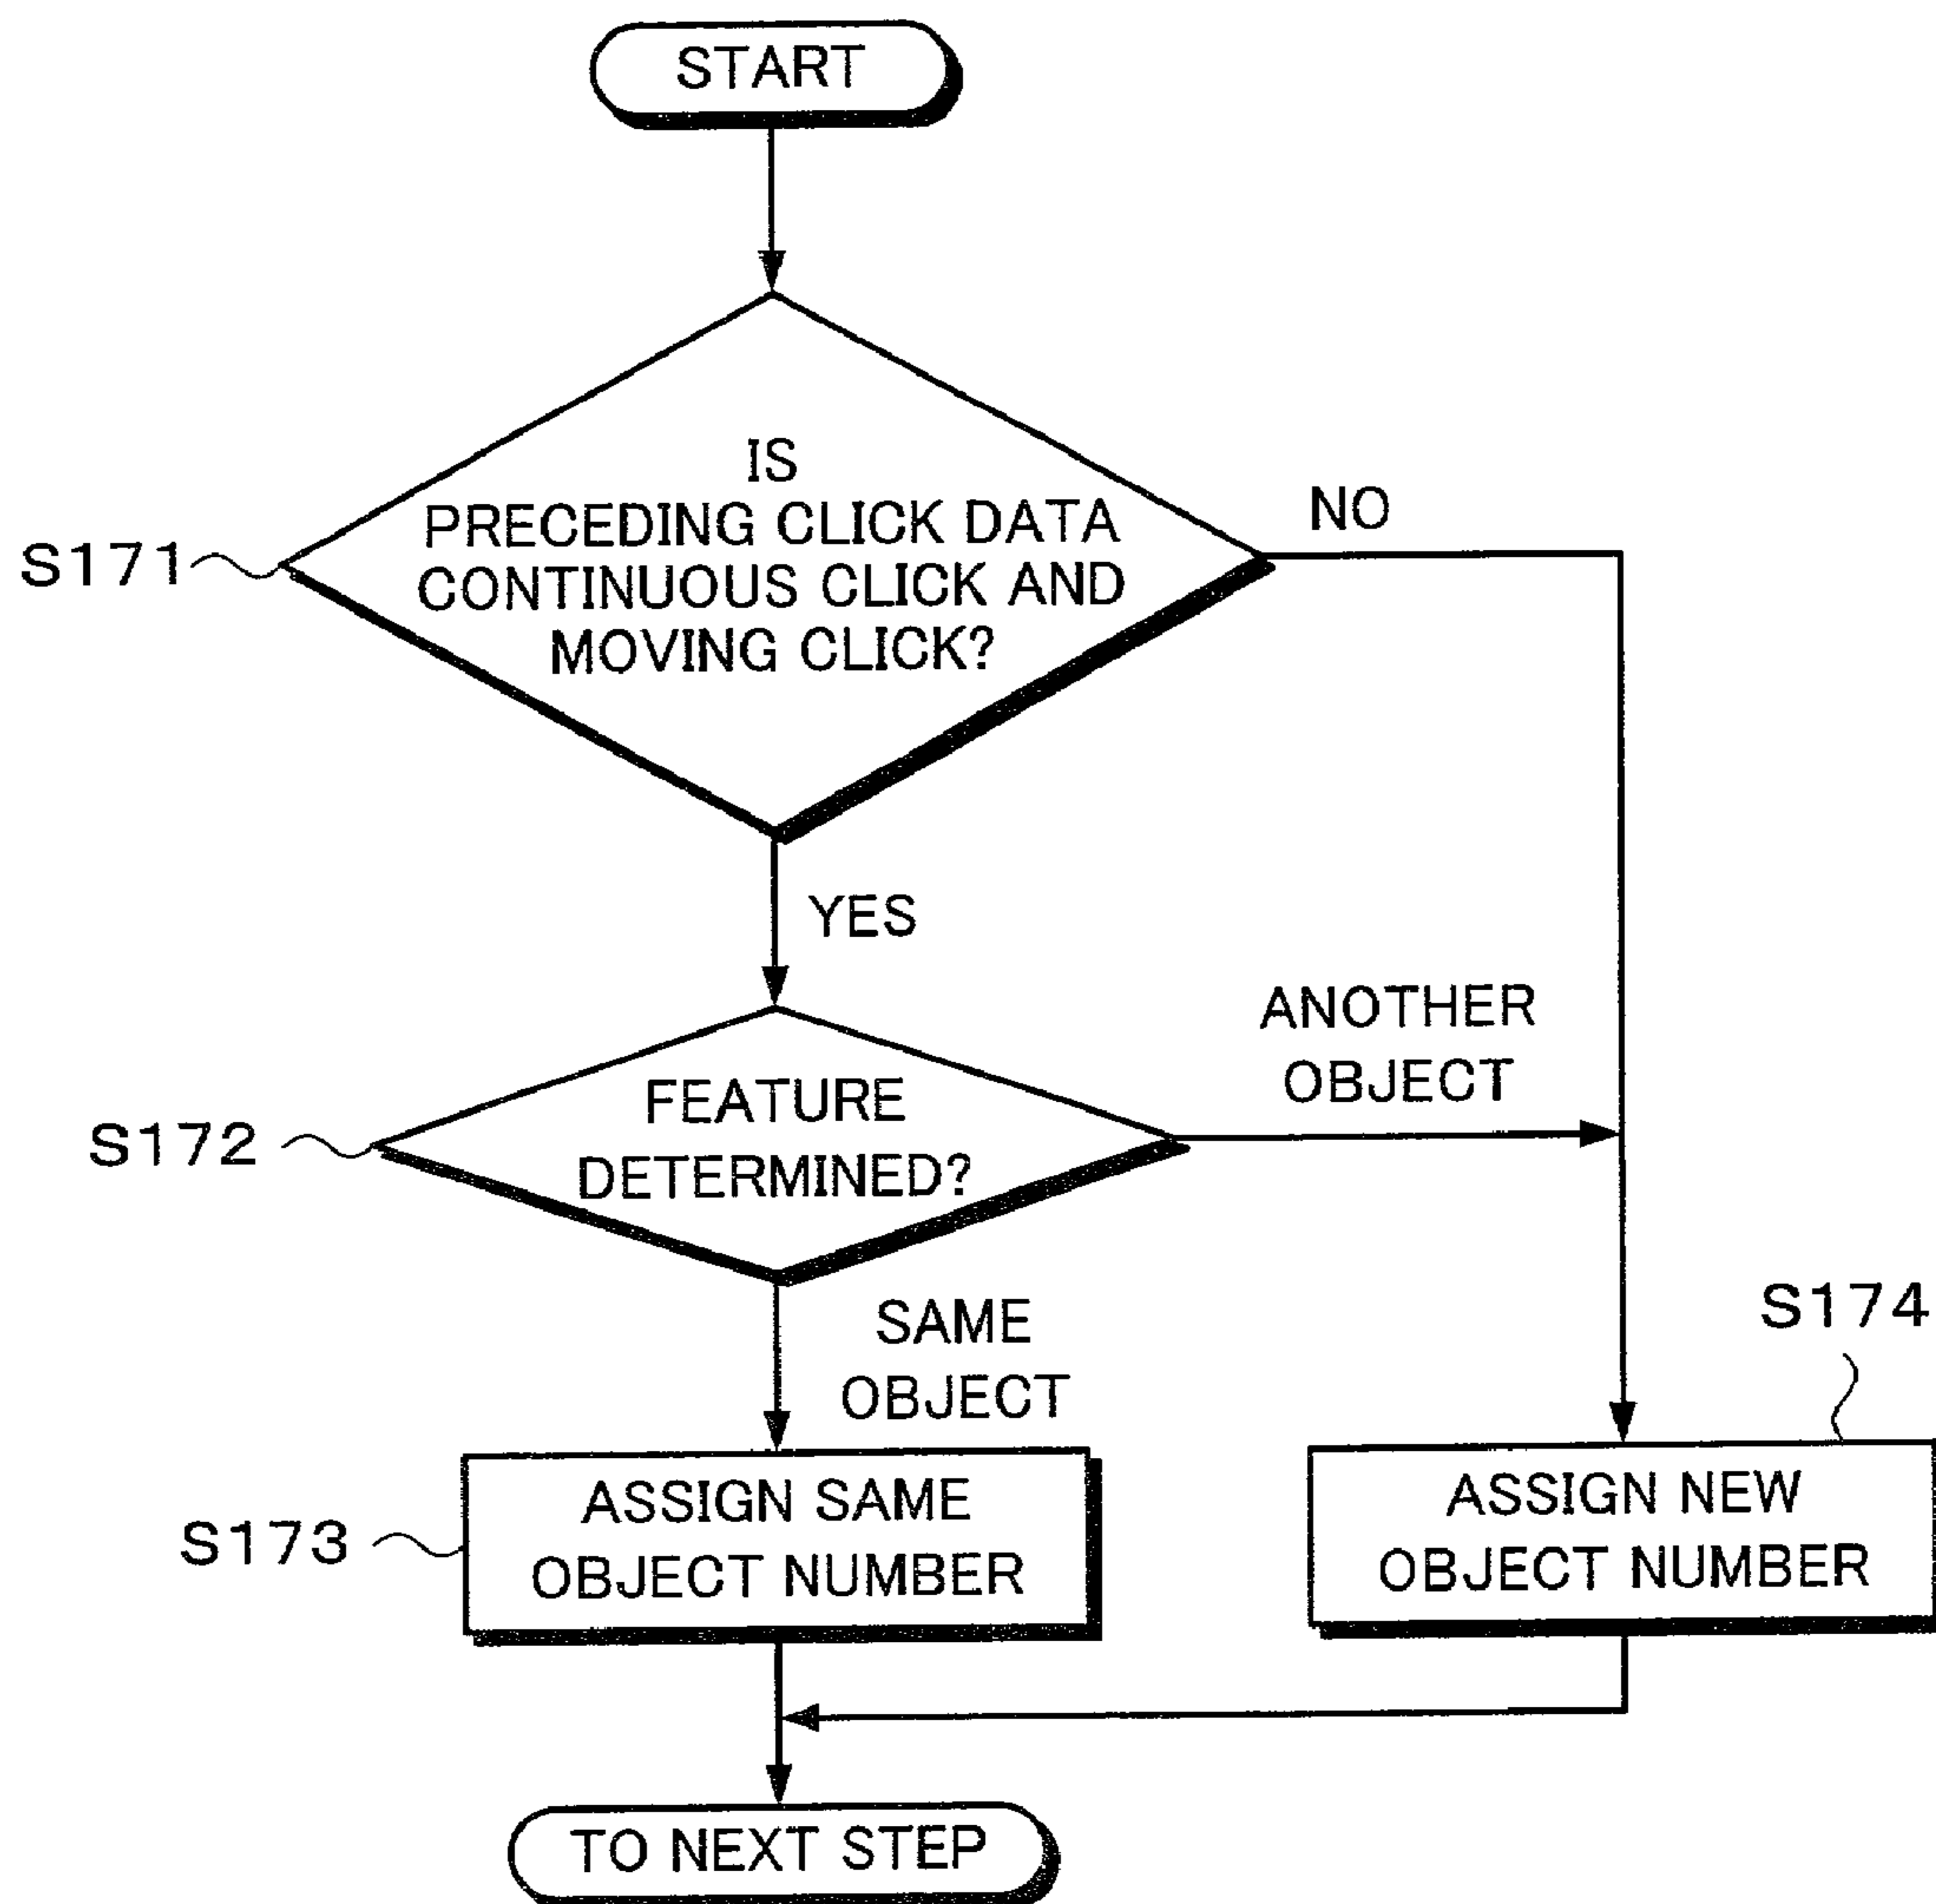 START
IS
PRECEDING CLICK DATA
CONTINUOUS CLICK AND
MOVING CLICK?
S171
NO
YES
ANOTHER
OBJECT
S172
FEATURE
DETERMINED?
SAME
OBJECT
S174
S173
ASSIGN SAME
OBJECT NUMBER
ASSIGN NEW
OBJECT NUMBER
TO NEXT STEP